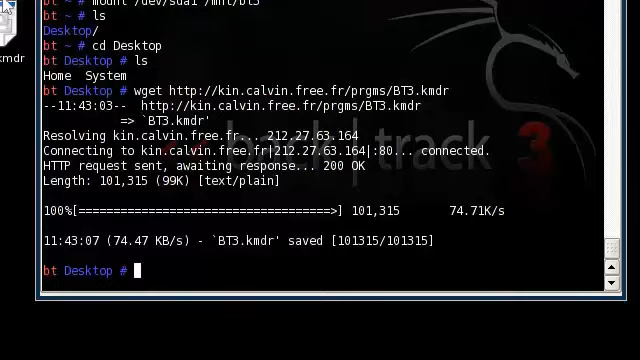 bt ~ # mount /dev/sda1 /mnt/bt3
bt ~ # ls
Desktop/
bt ~ # cd Desktop
bt Desktop # ls
Home  System
bt Desktop # wget http://kin.calvin.free.fr/prgms/BT3.kmdr
--11:43:03--  http://kin.calvin.free.fr/prgms/BT3.kmdr
=> `BT3.kmdr'
Resolving kin.calvin.free.fr... 212.27.63.164
Connecting to kin.calvin.free.fr|212.27.63.164|:80... connected.
HTTP request sent, awaiting response... 200 OK
Length: 101,315 (99K) [text/plain]
100%[====================================>] 101,315       74.71K/s
11:43:07 (74.47 KB/s) - `BT3.kmdr' saved [101315/101315]
bt Desktop #
kmdr
back | track 3